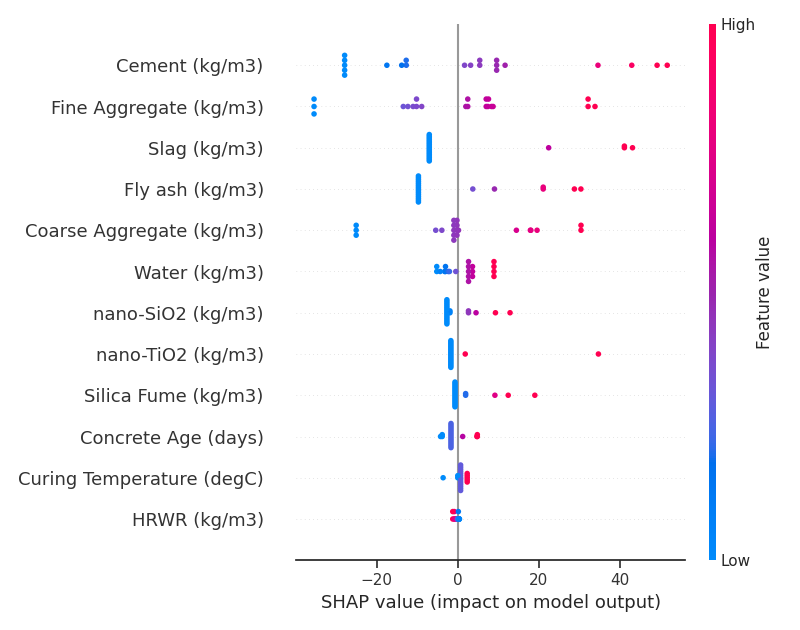 High
Cement (kg/m3)
Fine Aggregate (kg/m3)
Slag (kg/m3)
Fly ash (kg/m3)
Coarse Aggregate (kg/m3)
Water (kg/m3)
nano-SiO2 (kg/m3)
nano-TiO2 (kg/m3)
Silica Fume (kg/m3)
Concrete Age (days)
Curing Temperature (degC)
HRWR (kg/m3)
Feature value
Low
−20 0 20 40
SHAP value (impact on model output)